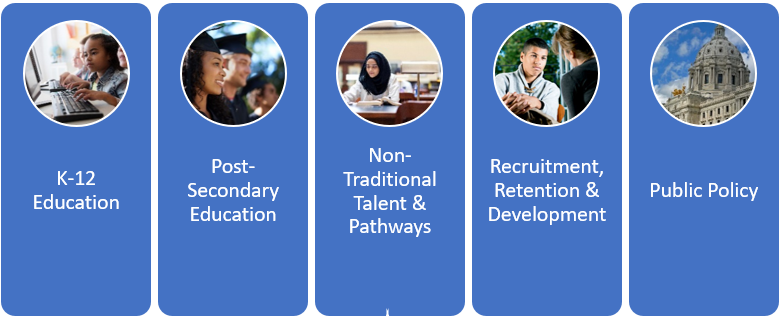 K-12
Education
Post-
Secondary
Education
Non-
Traditional
Talent &
Pathways
Recruitment,
Retention &
Development
Public Policy